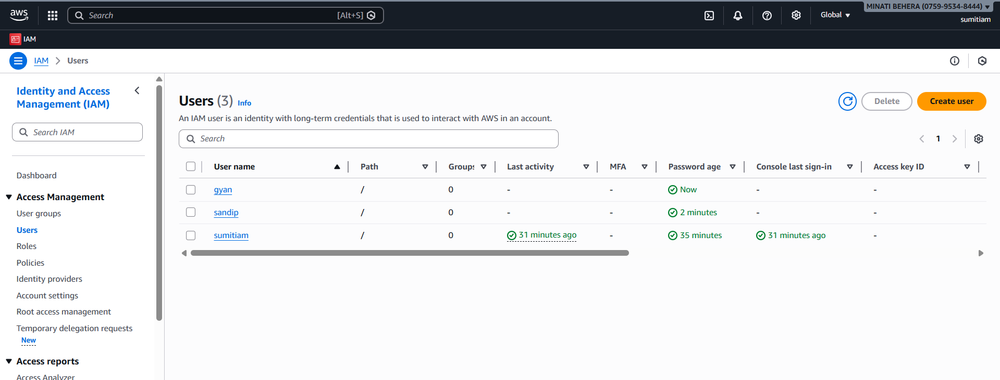 aws
Search [Alt+S]
Global
MINATI BEHERA (0759-9534-8444)
sumitiam
IAM
IAM > Users
Identity and Access
Management (IAM)
Search IAM
Dashboard
Access Management
User groups
Users
Roles
Policies
Identity providers
Account settings
Root access management
Temporary delegation requests
New
Access reports
Access Analyzer
Users (3) Info
Delete
Create user
An IAM user is an identity with long-term credentials that is used to interact with AWS in an account.
Search
1
User name Path Groups Last activity MFA Password age Console last sign-in Access key ID
gyan / 0 - - Now - -
sandip / 0 - - 2 minutes - -
sumitiam / 0 31 minutes ago - 35 minutes 31 minutes ago -